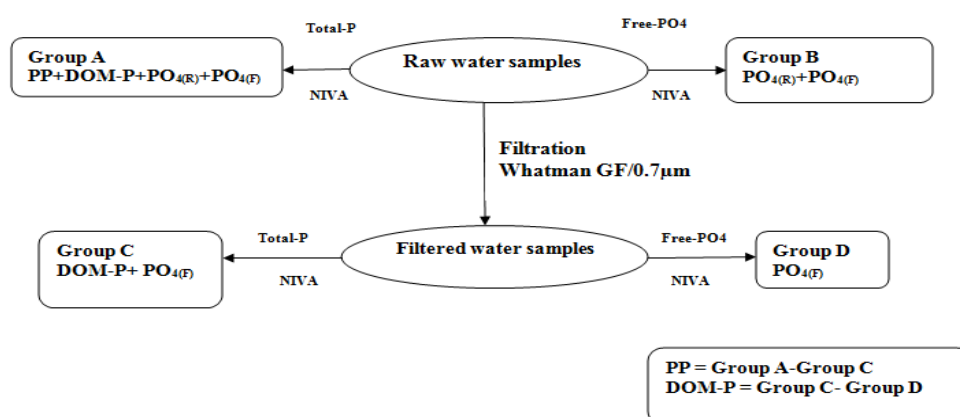 Total-P
Free-PO4
Group A
PP+DOM-P+PO4(R)+PO4(F)
Raw water samples
Group B
PO4(R)+PO4(F)
NIVA
NIVA
Filtration
Whatman GF/0.7µm
Total-P
Free-PO4
Group C
DOM-P+ PO4(F)
Filtered water samples
Group D
PO4(F)
NIVA
NIVA
PP = Group A-Group C
DOM-P = Group C- Group D